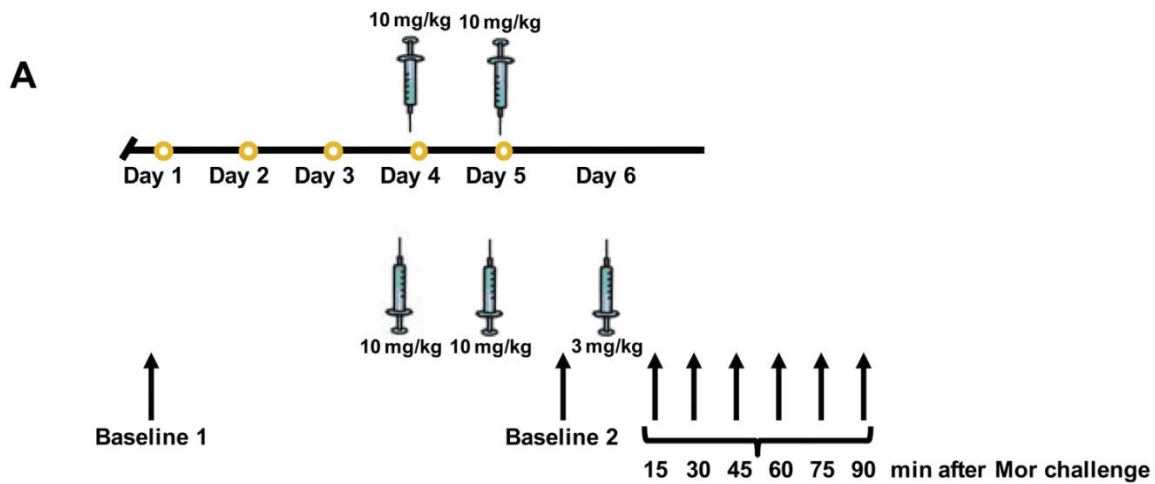 A
10 mg/kg 10 mg/kg
Day 1 Day 2 Day 3 Day 4 Day 5 Day 6
10 mg/kg 10 mg/kg 3 mg/kg
Baseline 1 Baseline 2
15 30 45 60 75 90 min after Mor challenge